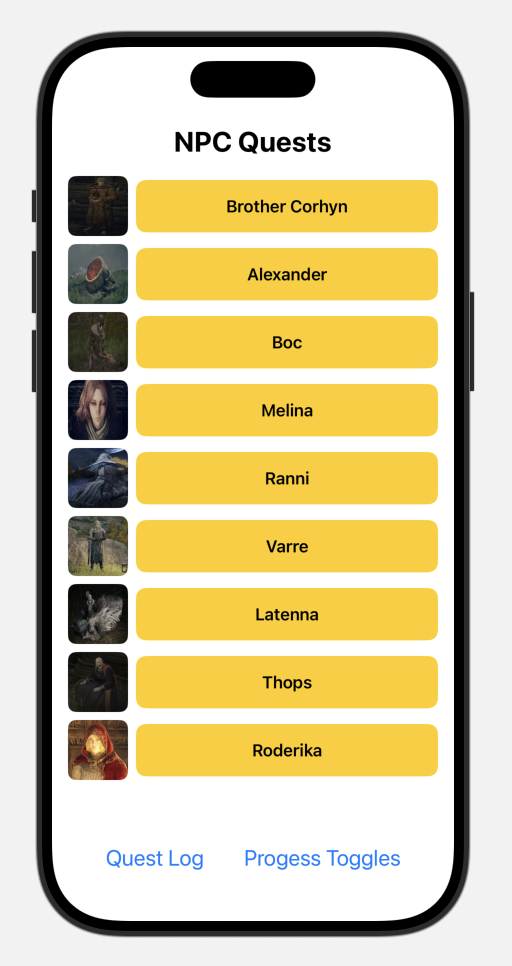 NPC Quests
Brother Corhyn
Alexander
Boc
Melina
Ranni
Varre
Latenna
Thops
Roderika
Quest Log
Progess Toggles